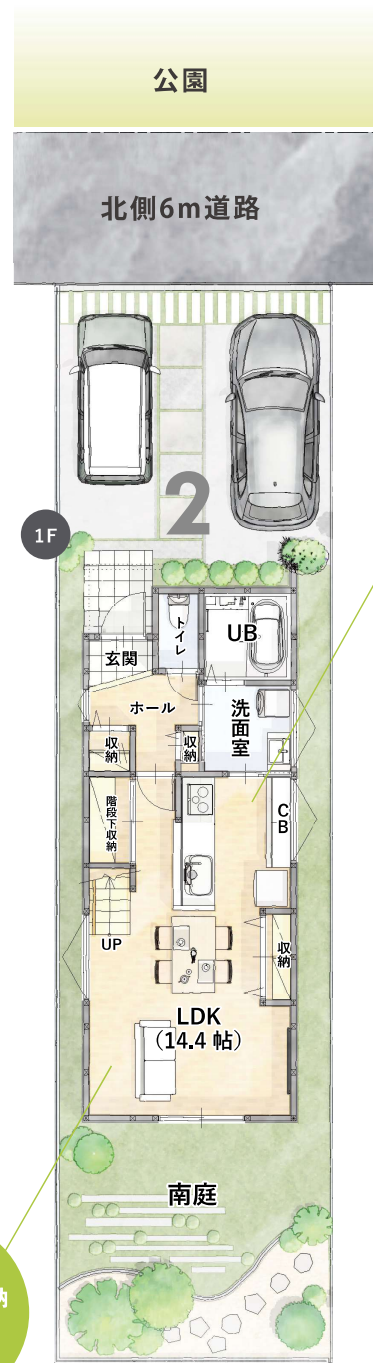 公園
北側6m道路
2
1F
トイレ
UB
玄関
ホール
洗面室
収納
収納
階段下収納
CB
UP
収納
LDK
(14.4 帖)
南庭
納